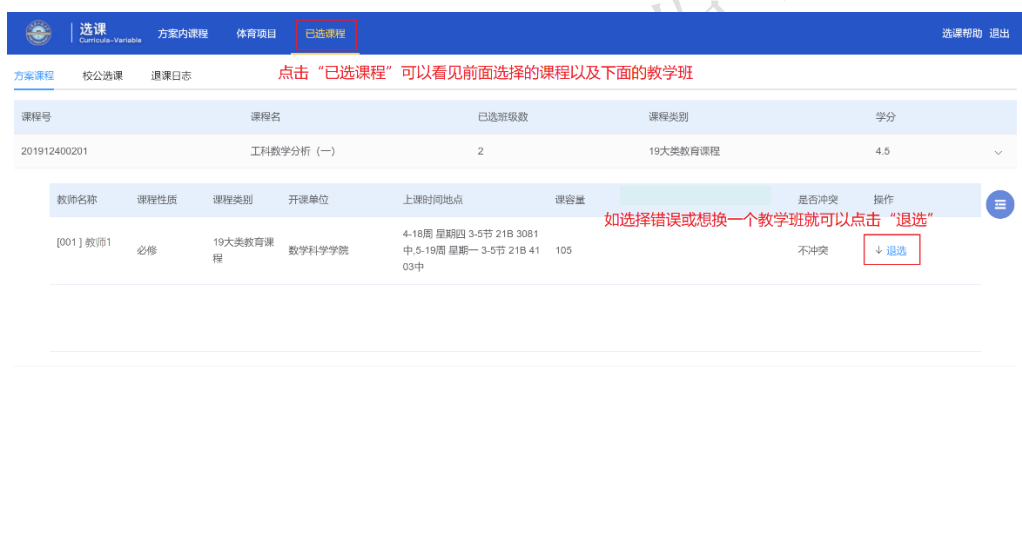 选课
Curricula-Variable
方案内课程 体育项目 已选课程 选课帮助 退出
方案课程 校公选课 退课日志
点击“已选课程”可以看见前面选择的课程以及下面的教学班
课程号 课程名 已选班级数 课程类别 学分
201912400201 工科数学分析（一） 2 19大类教育课程 4.5
教师名称 课程性质 课程类别 开课单位 上课时间地点 课容量 是否冲突 操作
如选择错误或想换一个教学班就可以点击“退选”
[001 ] 教师1 必修 19大类教育课
程
数学科学学院
4-18周 星期四 3-5节 21B 3081
中,5-19周 星期一 3-5节 21B 41
03中
105 不冲突 退选